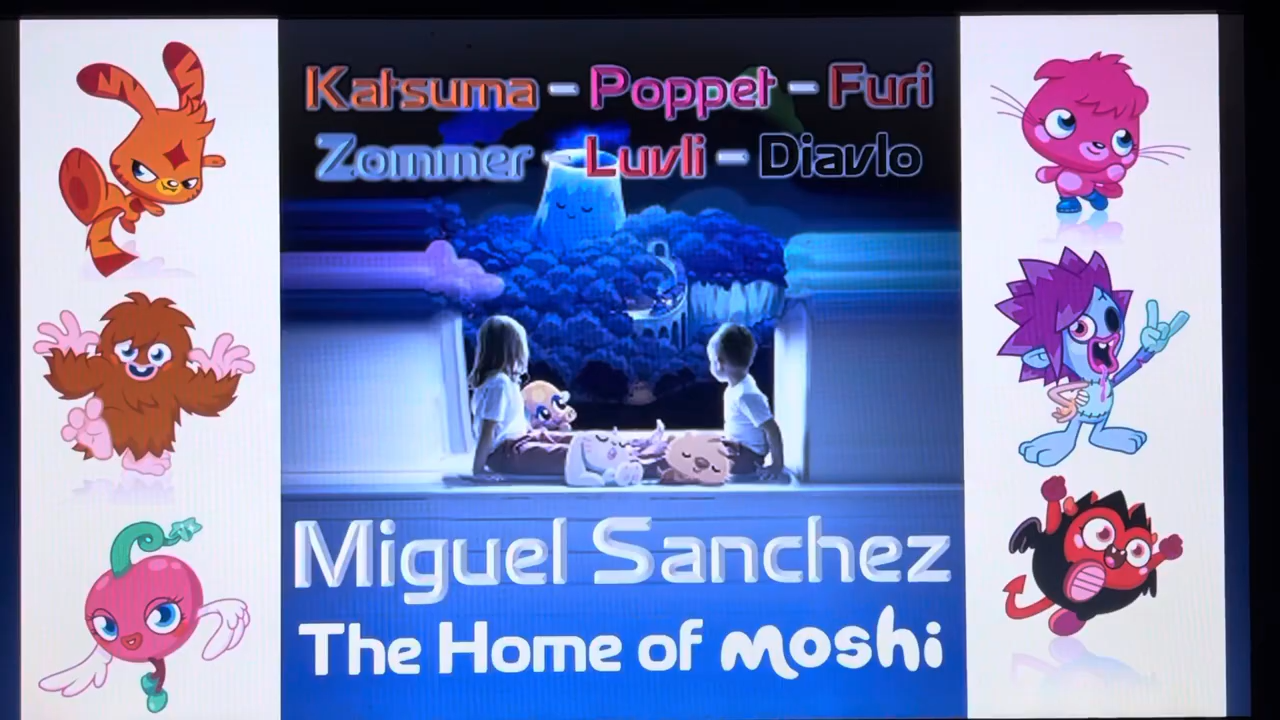 Katsuma - Poppet - Furi
Zommer - Luvli - Diavlo
Miguel Sanchez
The Home of moshi